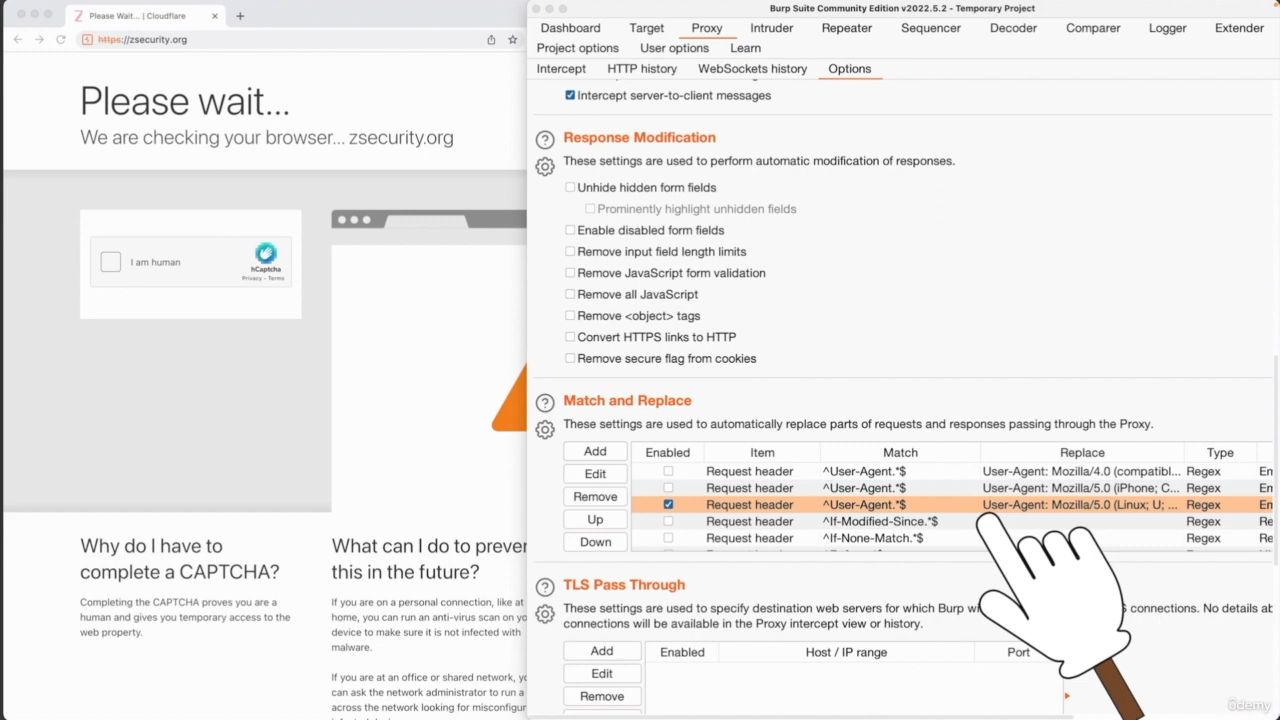 Please Wait... | Cloudflare
https://zsecurity.org
Please wait...
We are checking your browser... zsecurity.org
I am human
hCaptcha
Privacy - Terms
Why do I have to
complete a CAPTCHA?
Completing the CAPTCHA proves you are a
human and gives you temporary access to the
web property.
What can I do to preve
this in the future?
If you are on a personal connection, like at
home, you can run an anti-virus scan on yo
device to make sure it is not infected with
malware.
If you are at an office or shared network, y
can ask the network administrator to run a
across the network looking for misconfigur
Burp Suite Community Edition v2022.5.2 - Temporary Project
Dashboard Target Proxy Intruder Repeater Sequencer Decoder Comparer Logger Extender
Project options User options Learn
Intercept HTTP history WebSockets history Options
Intercept server-to-client messages
Response Modification
These settings are used to perform automatic modification of responses.
Unhide hidden form fields
Prominently highlight unhidden fields
Enable disabled form fields
Remove input field length limits
Remove JavaScript form validation
Remove all JavaScript
Remove <object> tags
Convert HTTPS links to HTTP
Remove secure flag from cookies
Match and Replace
These settings are used to automatically replace parts of requests and responses passing through the Proxy.
Add
Edit
Remove
Up
Down
Enabled Item Match Replace Type
Request header ^User-Agent.*$ User-Agent: Mozilla/4.0 (compatibl... Regex Em
Request header ^User-Agent.*$ User-Agent: Mozilla/5.0 (iPhone; C... Regex Em
Request header ^User-Agent.*$ User-Agent: Mozilla/5.0 (Linux; U; ... Regex Em
Request header ^If-Modified-Since.*$ Regex Re
Request header ^If-None-Match.*$ Regex Re
TLS Pass Through
These settings are used to specify destination web servers for which Burp wi connections. No details ab
connections will be available in the Proxy intercept view or history.
Add
Edit
Remove
Enabled Host / IP range Port
ûdemy